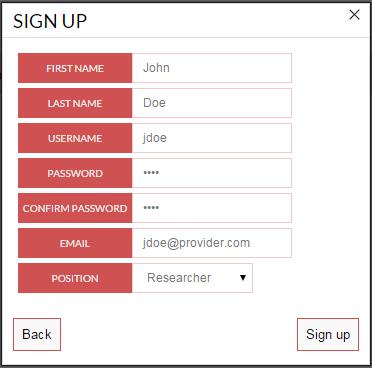 SIGN UP
FIRST NAME John
LAST NAME Doe
USERNAME jdoe
PASSWORD ••••
CONFIRM PASSWORD ••••
EMAIL jdoe@provider.com
POSITION Researcher
Back Sign up